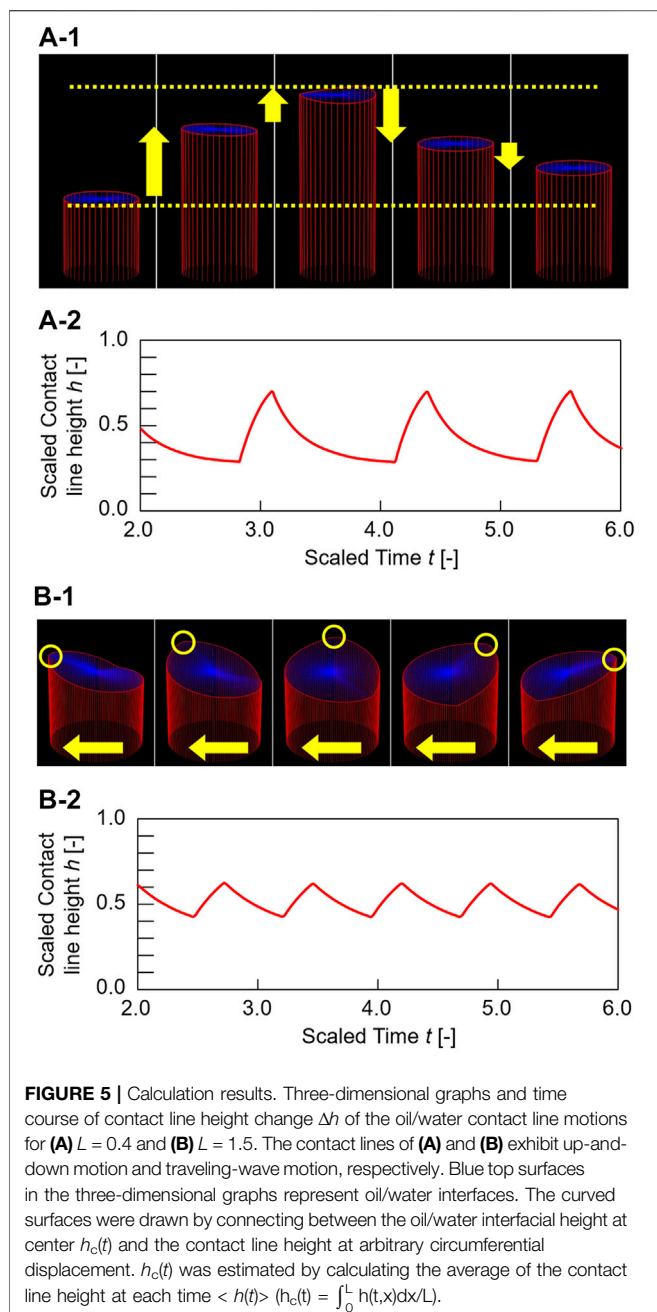 A-1
A-2
Scaled Contact
line height h [-]
1.0
0.5
0.0
2.0 3.0 4.0 5.0 6.0
Scaled Time t [-]
B-1
B-2
Scaled Contact
line height h [-]
1.0
0.5
0.0
2.0 3.0 4.0 5.0 6.0
Scaled Time t [-]
FIGURE 5 | Calculation results. Three-dimensional graphs and time
course of contact line height change Δh of the oil/water contact line motions
for (A) L = 0.4 and (B) L = 1.5. The contact lines of (A) and (B) exhibit up-and-
down motion and traveling-wave motion, respectively. Blue top surfaces
in the three-dimensional graphs represent oil/water interfaces. The curved
surfaces were drawn by connecting between the oil/water interfacial height at
center hc(t) and the contact line height at arbitrary circumferential
displacement. hc(t) was estimated by calculating the average of the contact
line height at each time < h(t)> (hc(t) = ∫₀ᴸ h(t,x)dx/L).